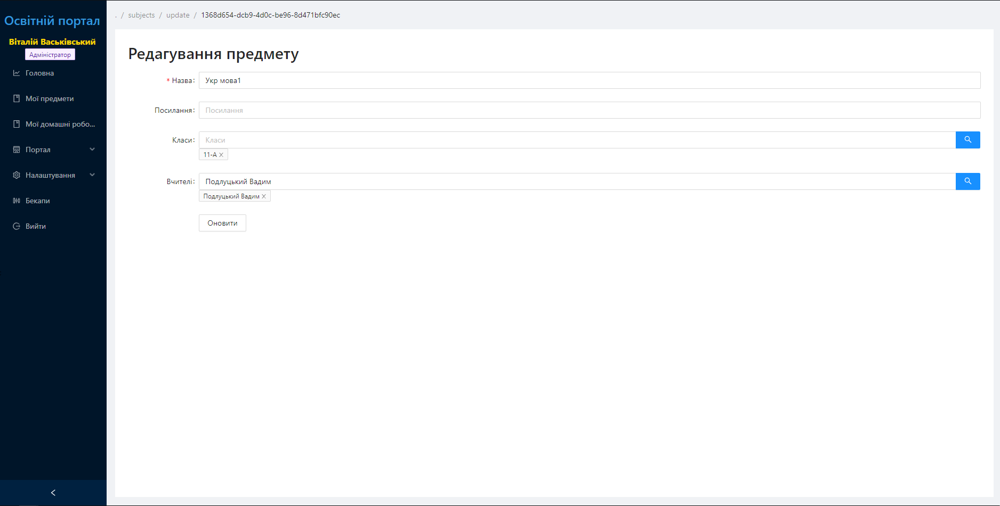 Освітній портал
Віталій Васьківський
Адміністратор
Головна
Мої предмети
Мої домашні робо...
Портал
Налаштування
Бекапи
Вийти
. / subjects / update / 1368d654-dcb9-4d0c-be96-8d471bfc90ec
Редагування предмету
* Назва: Укр мова1
Посилання: Посилання
Класи: Класи
11-А
Вчителі: Подлуцький Вадим
Подлуцький Вадим
Оновити